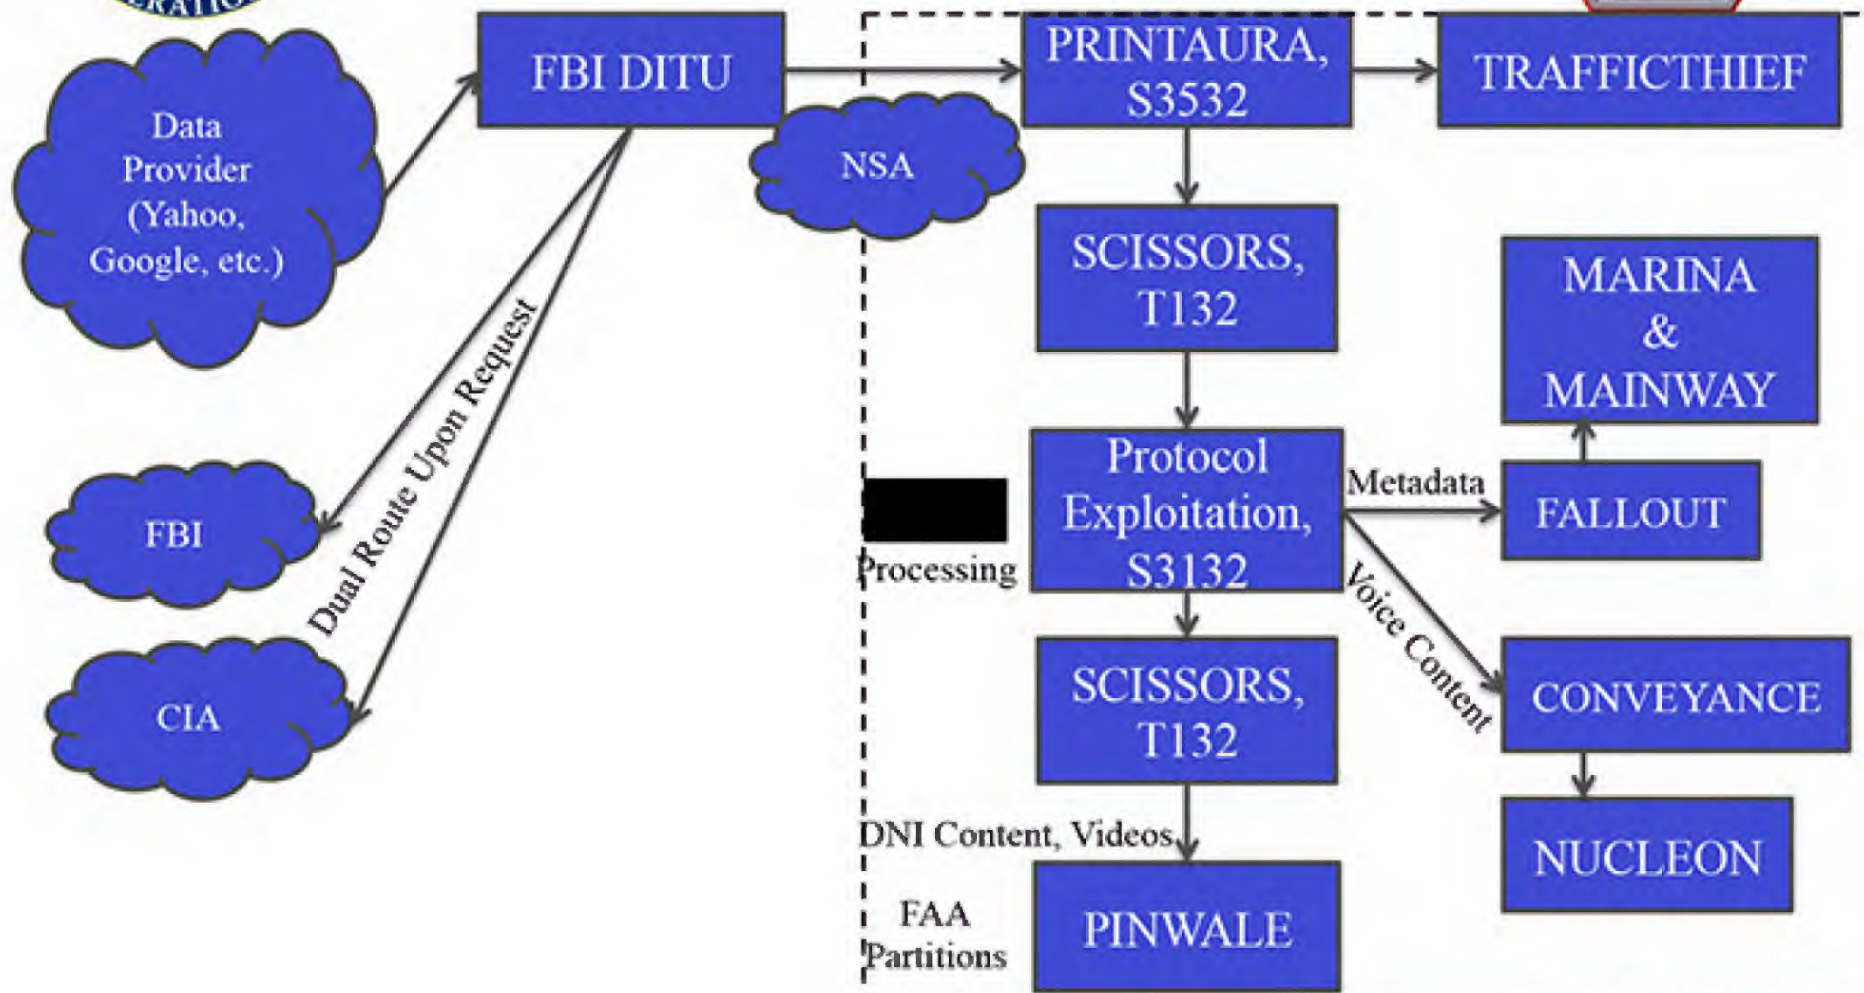 ERATIO
Data
Provider
(Yahoo,
Google, etc.)
FBI DITU
NSA
PRINTAURA,
S3532
TRAFFICTHIEF
SCISSORS,
T132
MARINA
&
MAINWAY
Dual Route Upon Request
FBI
CIA
Processing
Protocol
Exploitation,
S3132
Metadata
FALLOUT
Voice Content
SCISSORS,
T132
CONVEYANCE
NUCLEON
DNI Content, Videos
FAA
Partitions
PINWALE